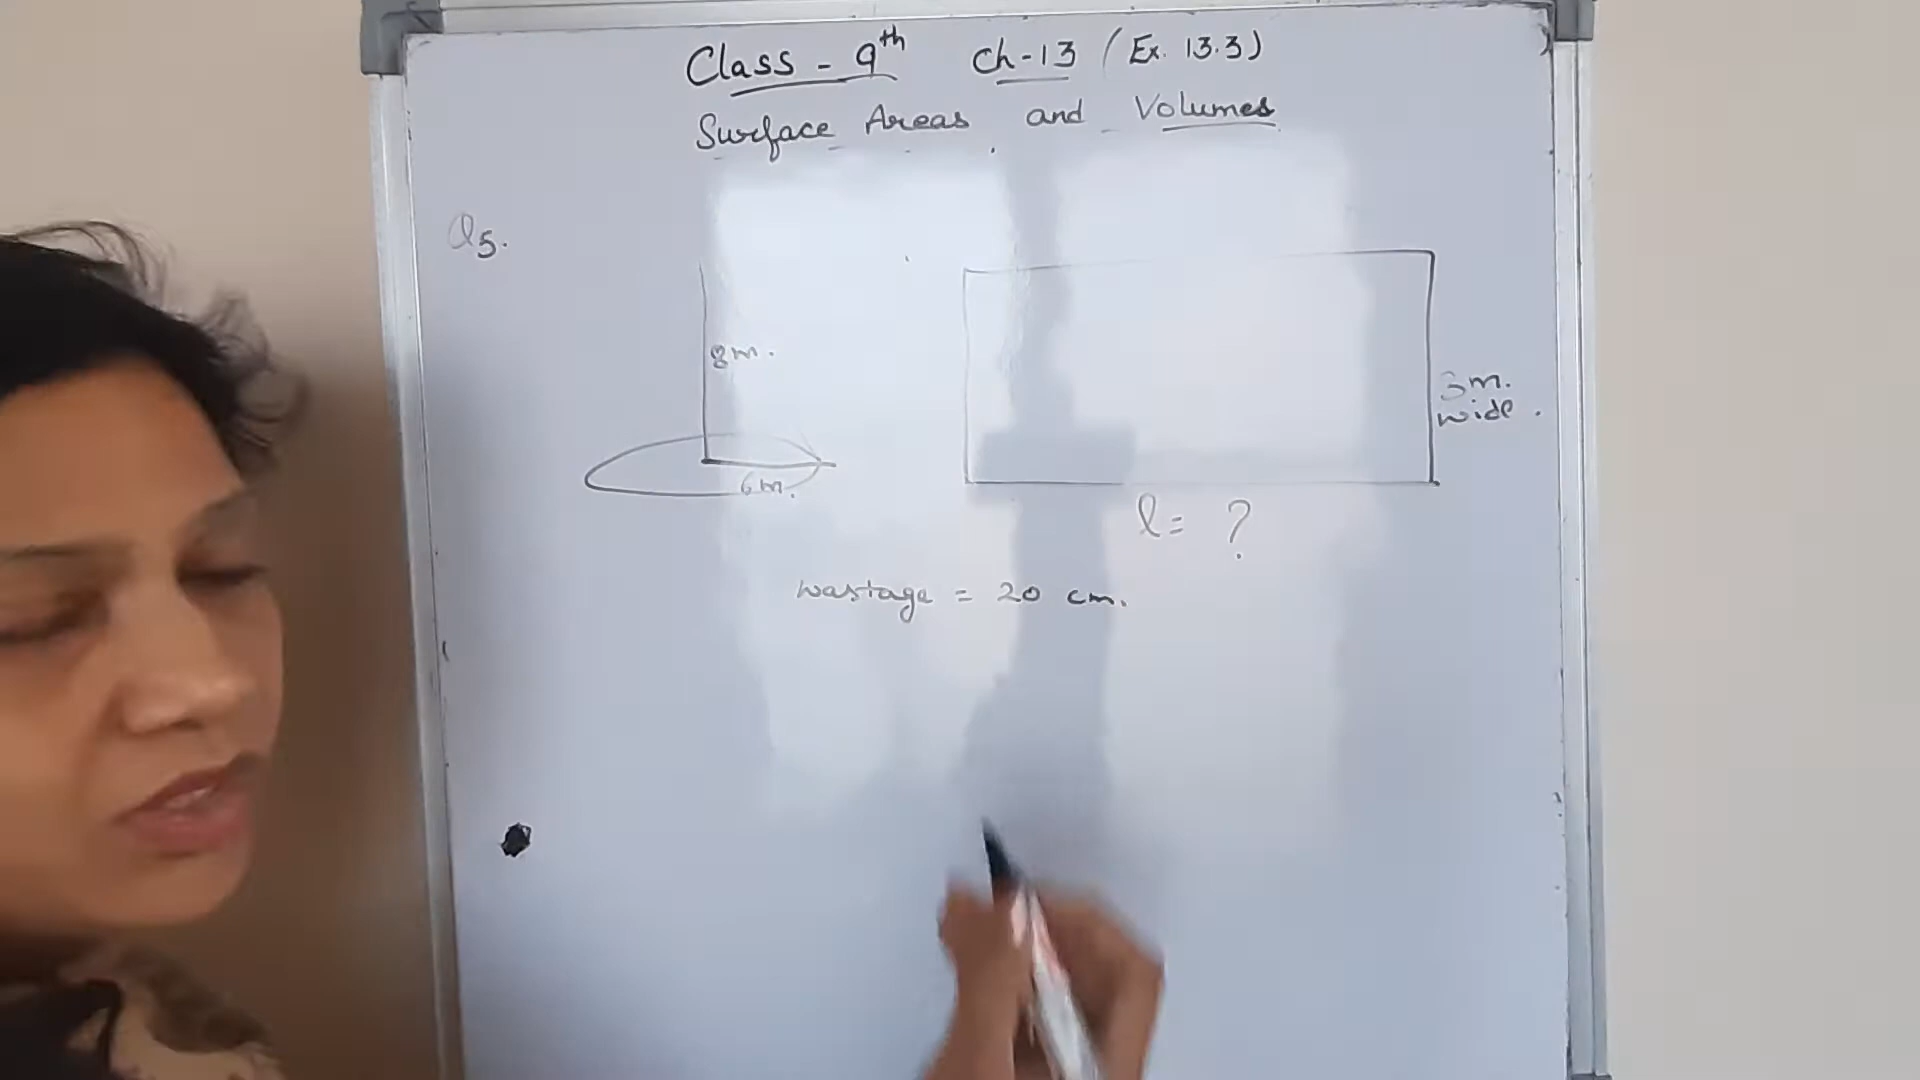 Class - 9th Ch-13 (Ex. 13.3)
Surface Areas and Volumes
Q5.
8m.
6m.
3m.
wide.
l = ?
wastage = 20 cm.